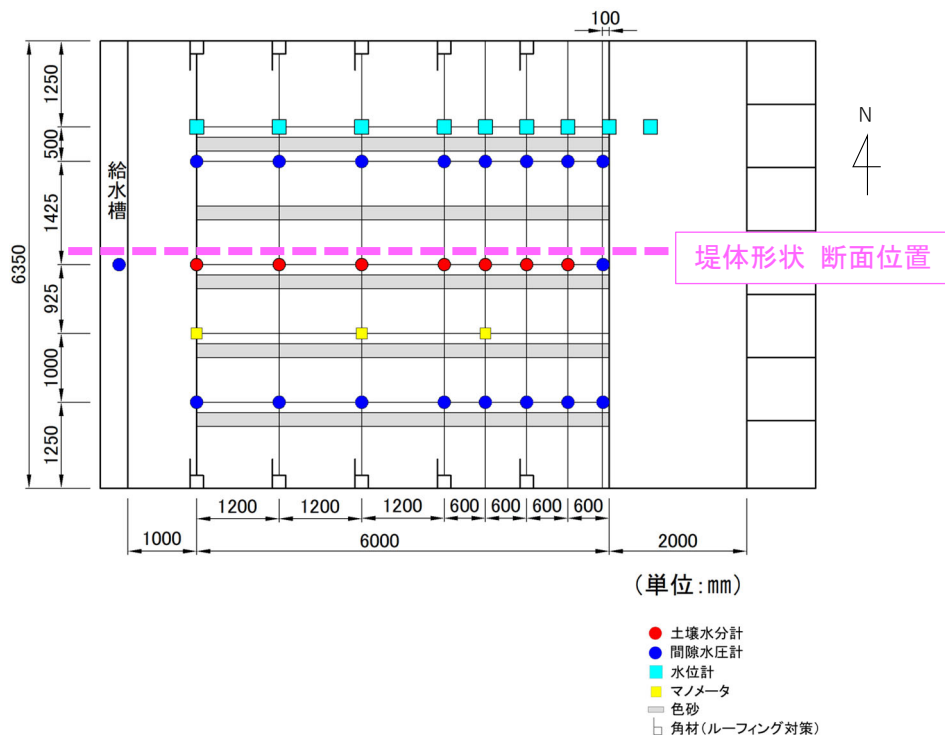 100
1250
500
1425
925
1000
1250
6350
給水槽
N
堤体形状 断面位置
1200
1200
1200
600
600
600
600
1000
6000
2000
(単位:㎜)
土壌水分計
間隙水圧計
水位計
マノメータ
色砂
角材(ルーフィング対策)